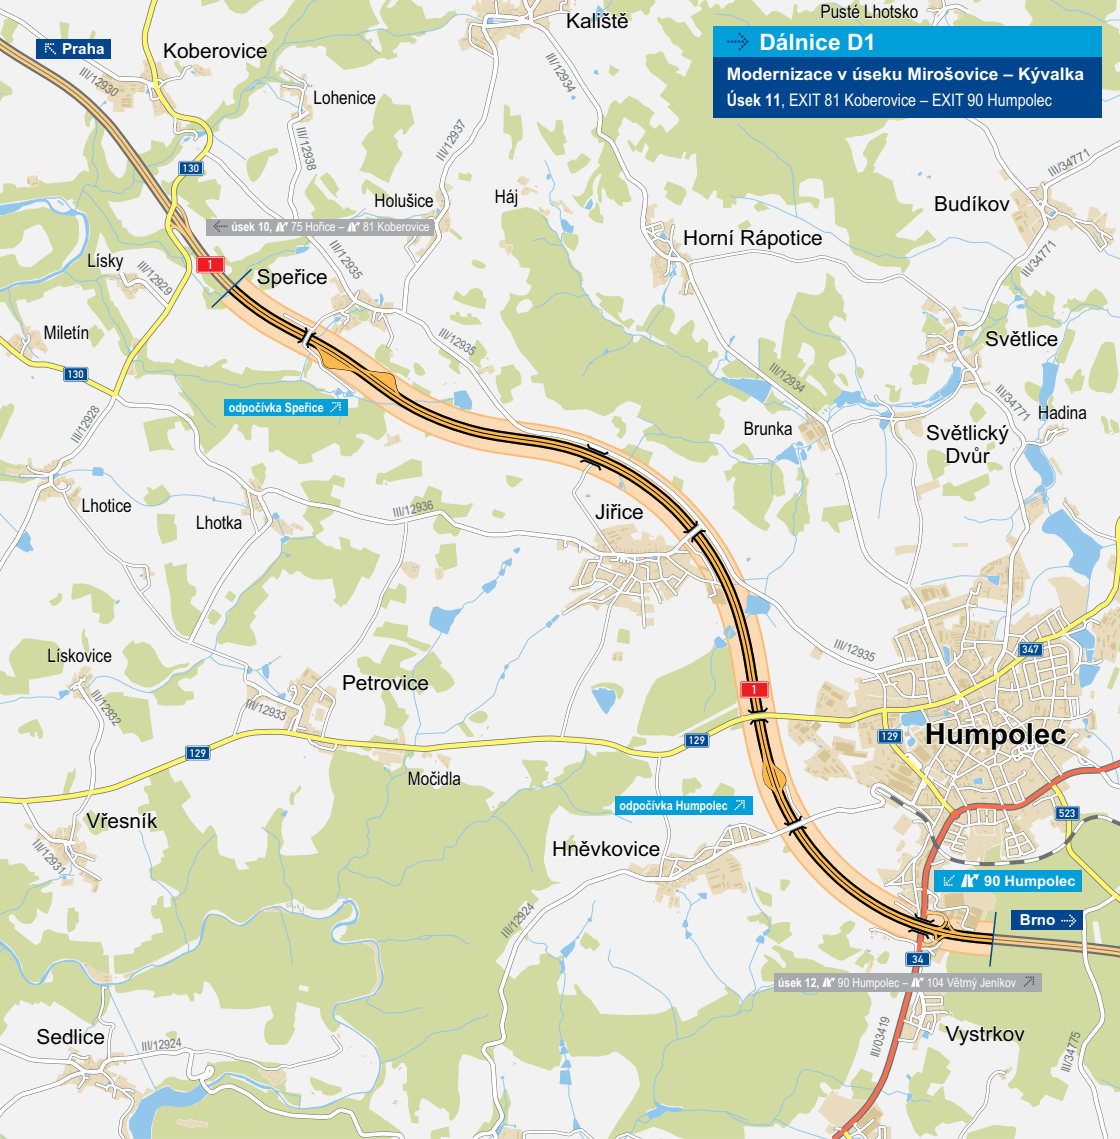 Pusté Lhotsko
Kaliště
Dálnice D1
Modernizace v úseku Mirošovice – Kývalka
Úsek 11, EXIT 81 Koberovice – EXIT 90 Humpolec
Praha
Koberovice
III/12930
Lohenice
III/12934
III/12937
III/12938
III/34771
130
Holušice
Háj
Budíkov
úsek 10, 75 Hořice – 81 Koberovice
Horní Rápotice
III/34771
Lísky
1
III/12929
Speřice
III/12935
Miletín
III/12935
Světlice
130
III/12934
III/34771
odpočívka Speřice
III/12928
Hadina
Brunka
Světlický
Dvůr
Lhotice
Lhotka
III/12936
Jiřice
Lískovice
III/12935
347
Petrovice
1
III/12932
III/12933
129
129
129
Humpolec
Močidla
odpočívka Humpolec
523
Vřesník
Hněvkovice
III/12931
90 Humpolec
III/12924
Brno
34
úsek 12, 90 Humpolec – 104 Větrný Jeníkov
Sedlice
III/12924
III/03419
Vystrkov
III/34775